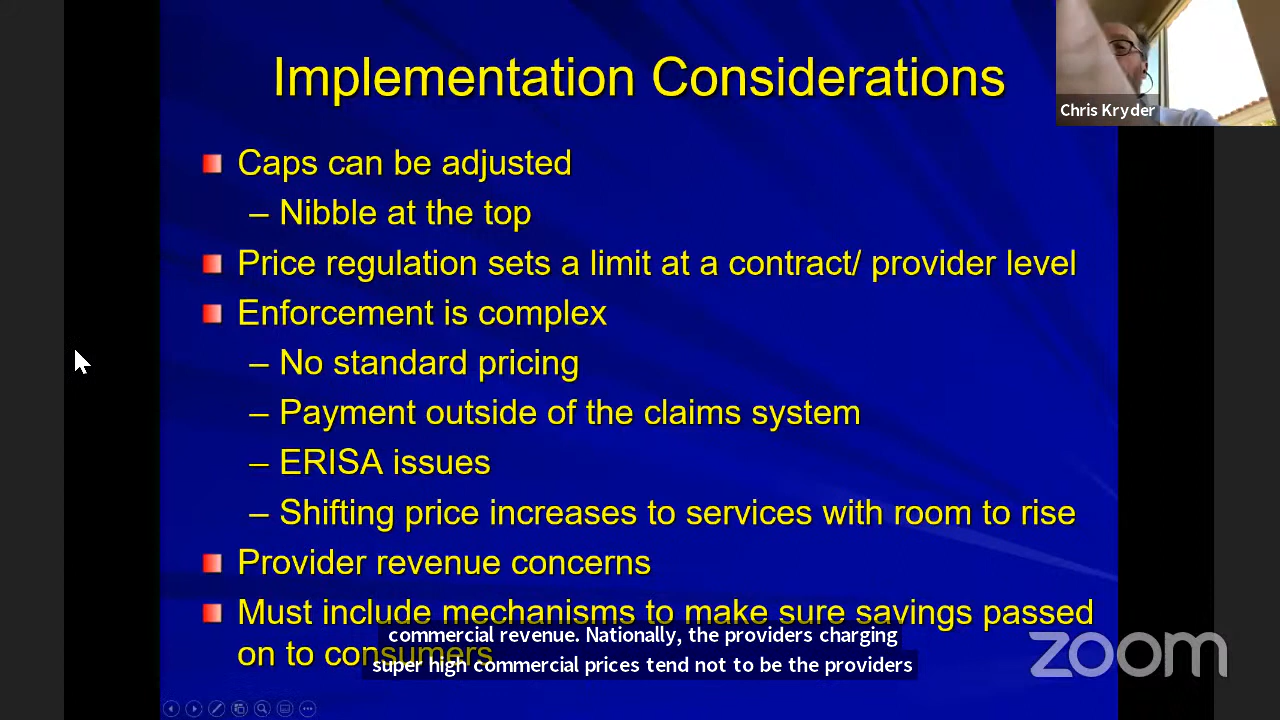 Implementation Considerations
Chris Kryder
Caps can be adjusted
– Nibble at the top
Price regulation sets a limit at a contract/ provider level
Enforcement is complex
– No standard pricing
– Payment outside of the claims system
– ERISA issues
– Shifting price increases to services with room to rise
Provider revenue concerns
Must include mechanisms to make sure savings passed
on to consumers
commercial revenue. Nationally, the providers charging
super high commercial prices tend not to be the providers
zoom